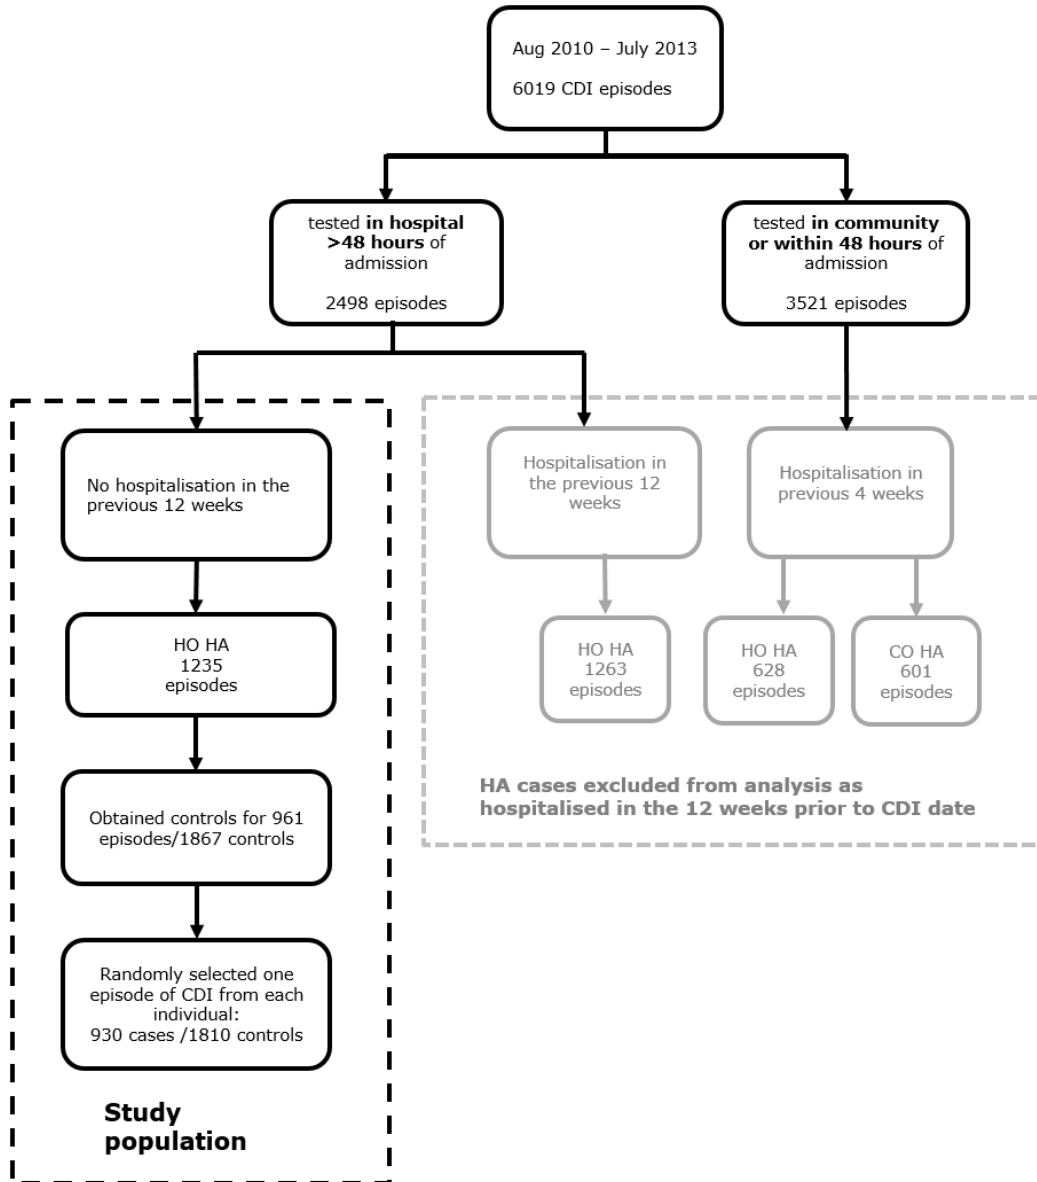 Aug 2010 – July 2013
6019 CDI episodes
tested in hospital
>48 hours of
admission
2498 episodes
tested in community
or within 48 hours of
admission
3521 episodes
No hospitalisation in the
previous 12 weeks
Hospitalisation in
the previous 12
weeks
Hospitalisation in
previous 4 weeks
HO HA
1235
episodes
HO HA
1263
episodes
HO HA
628
episodes
CO HA
601
episodes
Obtained controls for 961
episodes/1867 controls
HA cases excluded from analysis as
hospitalised in the 12 weeks prior to CDI date
Randomly selected one
episode of CDI from each
individual:
930 cases /1810 controls
Study
population